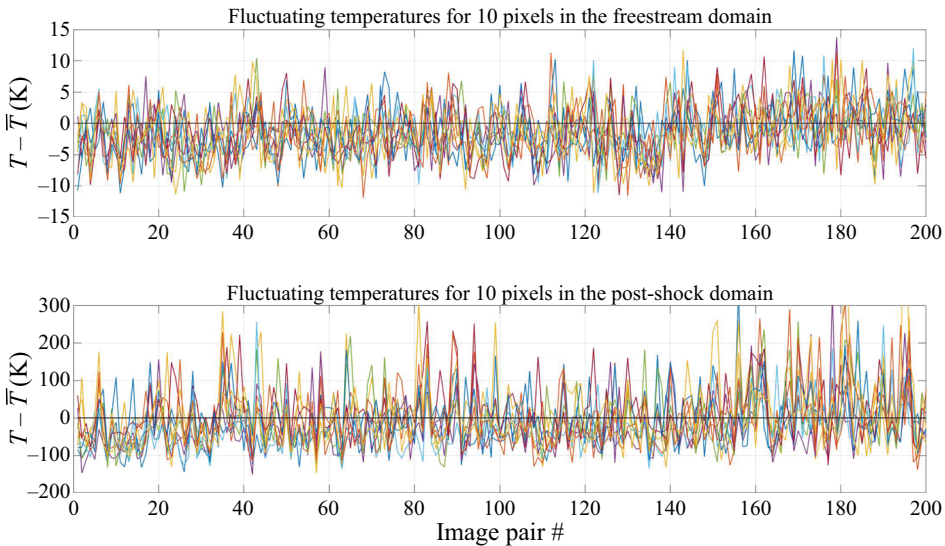 Fluctuating temperatures for 10 pixels in the freestream domain
15
10
5
0
–5
–10
–15
T – T̅ (K)
0 20 40 60 80 100 120 140 160 180 200
Fluctuating temperatures for 10 pixels in the post-shock domain
300
200
100
0
–100
–200
T – T̅ (K)
0 20 40 60 80 100 120 140 160 180 200
Image pair #